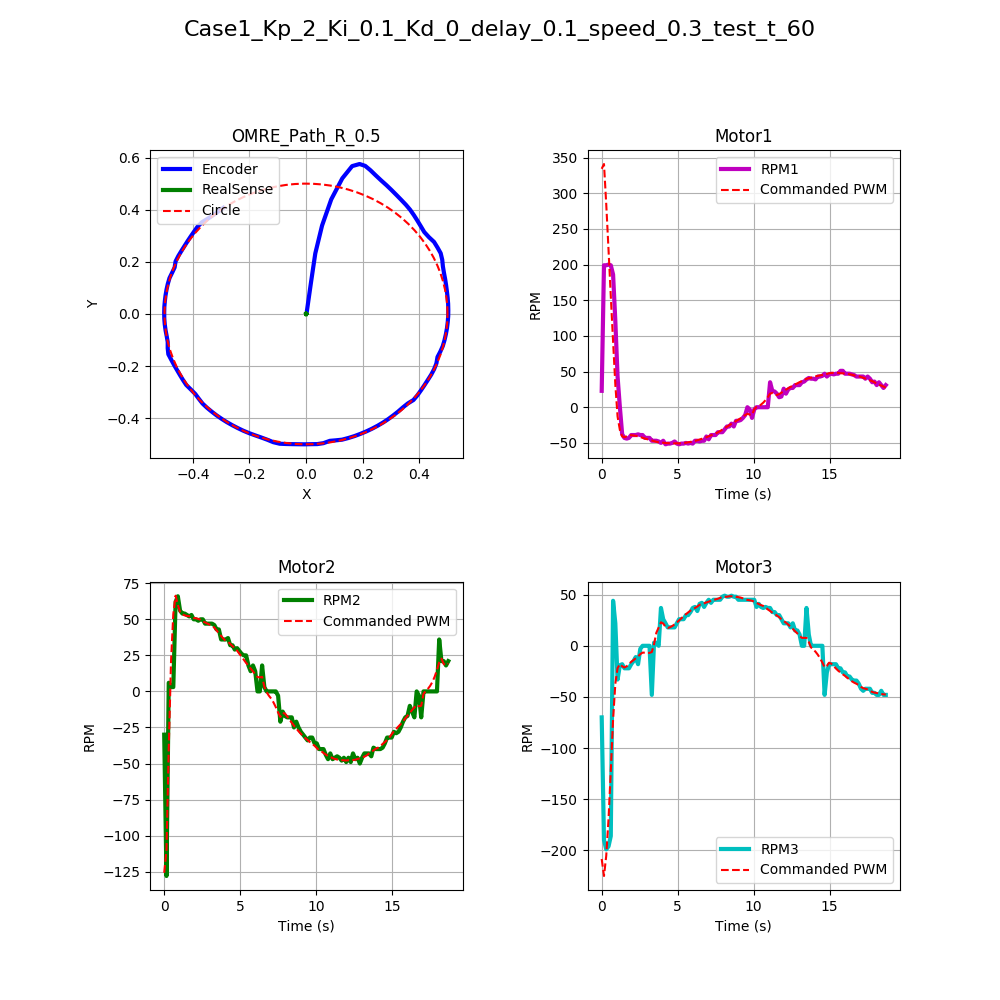 Case1_Kp_2_Ki_0.1_Kd_0_delay_0.1_speed_0.3_test_t_60
OMRE_Path_R_0.5
Encoder
RealSense
Circle
0.6
0.4
0.2
0.0
−0.2
−0.4
Y
−0.4
−0.2
0.0
0.2
0.4
X
Motor1
RPM1
Commanded PWM
350
300
250
200
150
100
50
0
−50
RPM
0
5
10
15
Time (s)
Motor2
RPM2
Commanded PWM
75
50
25
0
−25
−50
−75
−100
−125
RPM
0
5
10
15
Time (s)
Motor3
50
0
−50
−100
−150
−200
RPM
RPM3
Commanded PWM
0
5
10
15
Time (s)